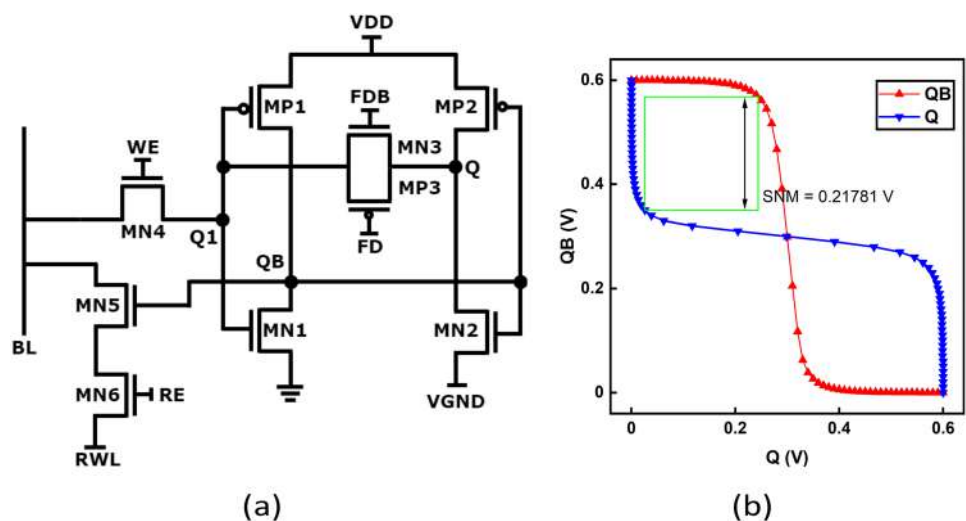 VDD
MP1
FDB
MP2
WE
MN3
Q
MP3
MN4
Q1
FD
QB
MN5
MN1
MN2
BL
MN6
RE
VGND
RWL
(a)
QB
Q
0.6
0.4
0.2
0
SNM = 0.21781 V
QB (V)
0
0.2
0.4
0.6
Q (V)
(b)